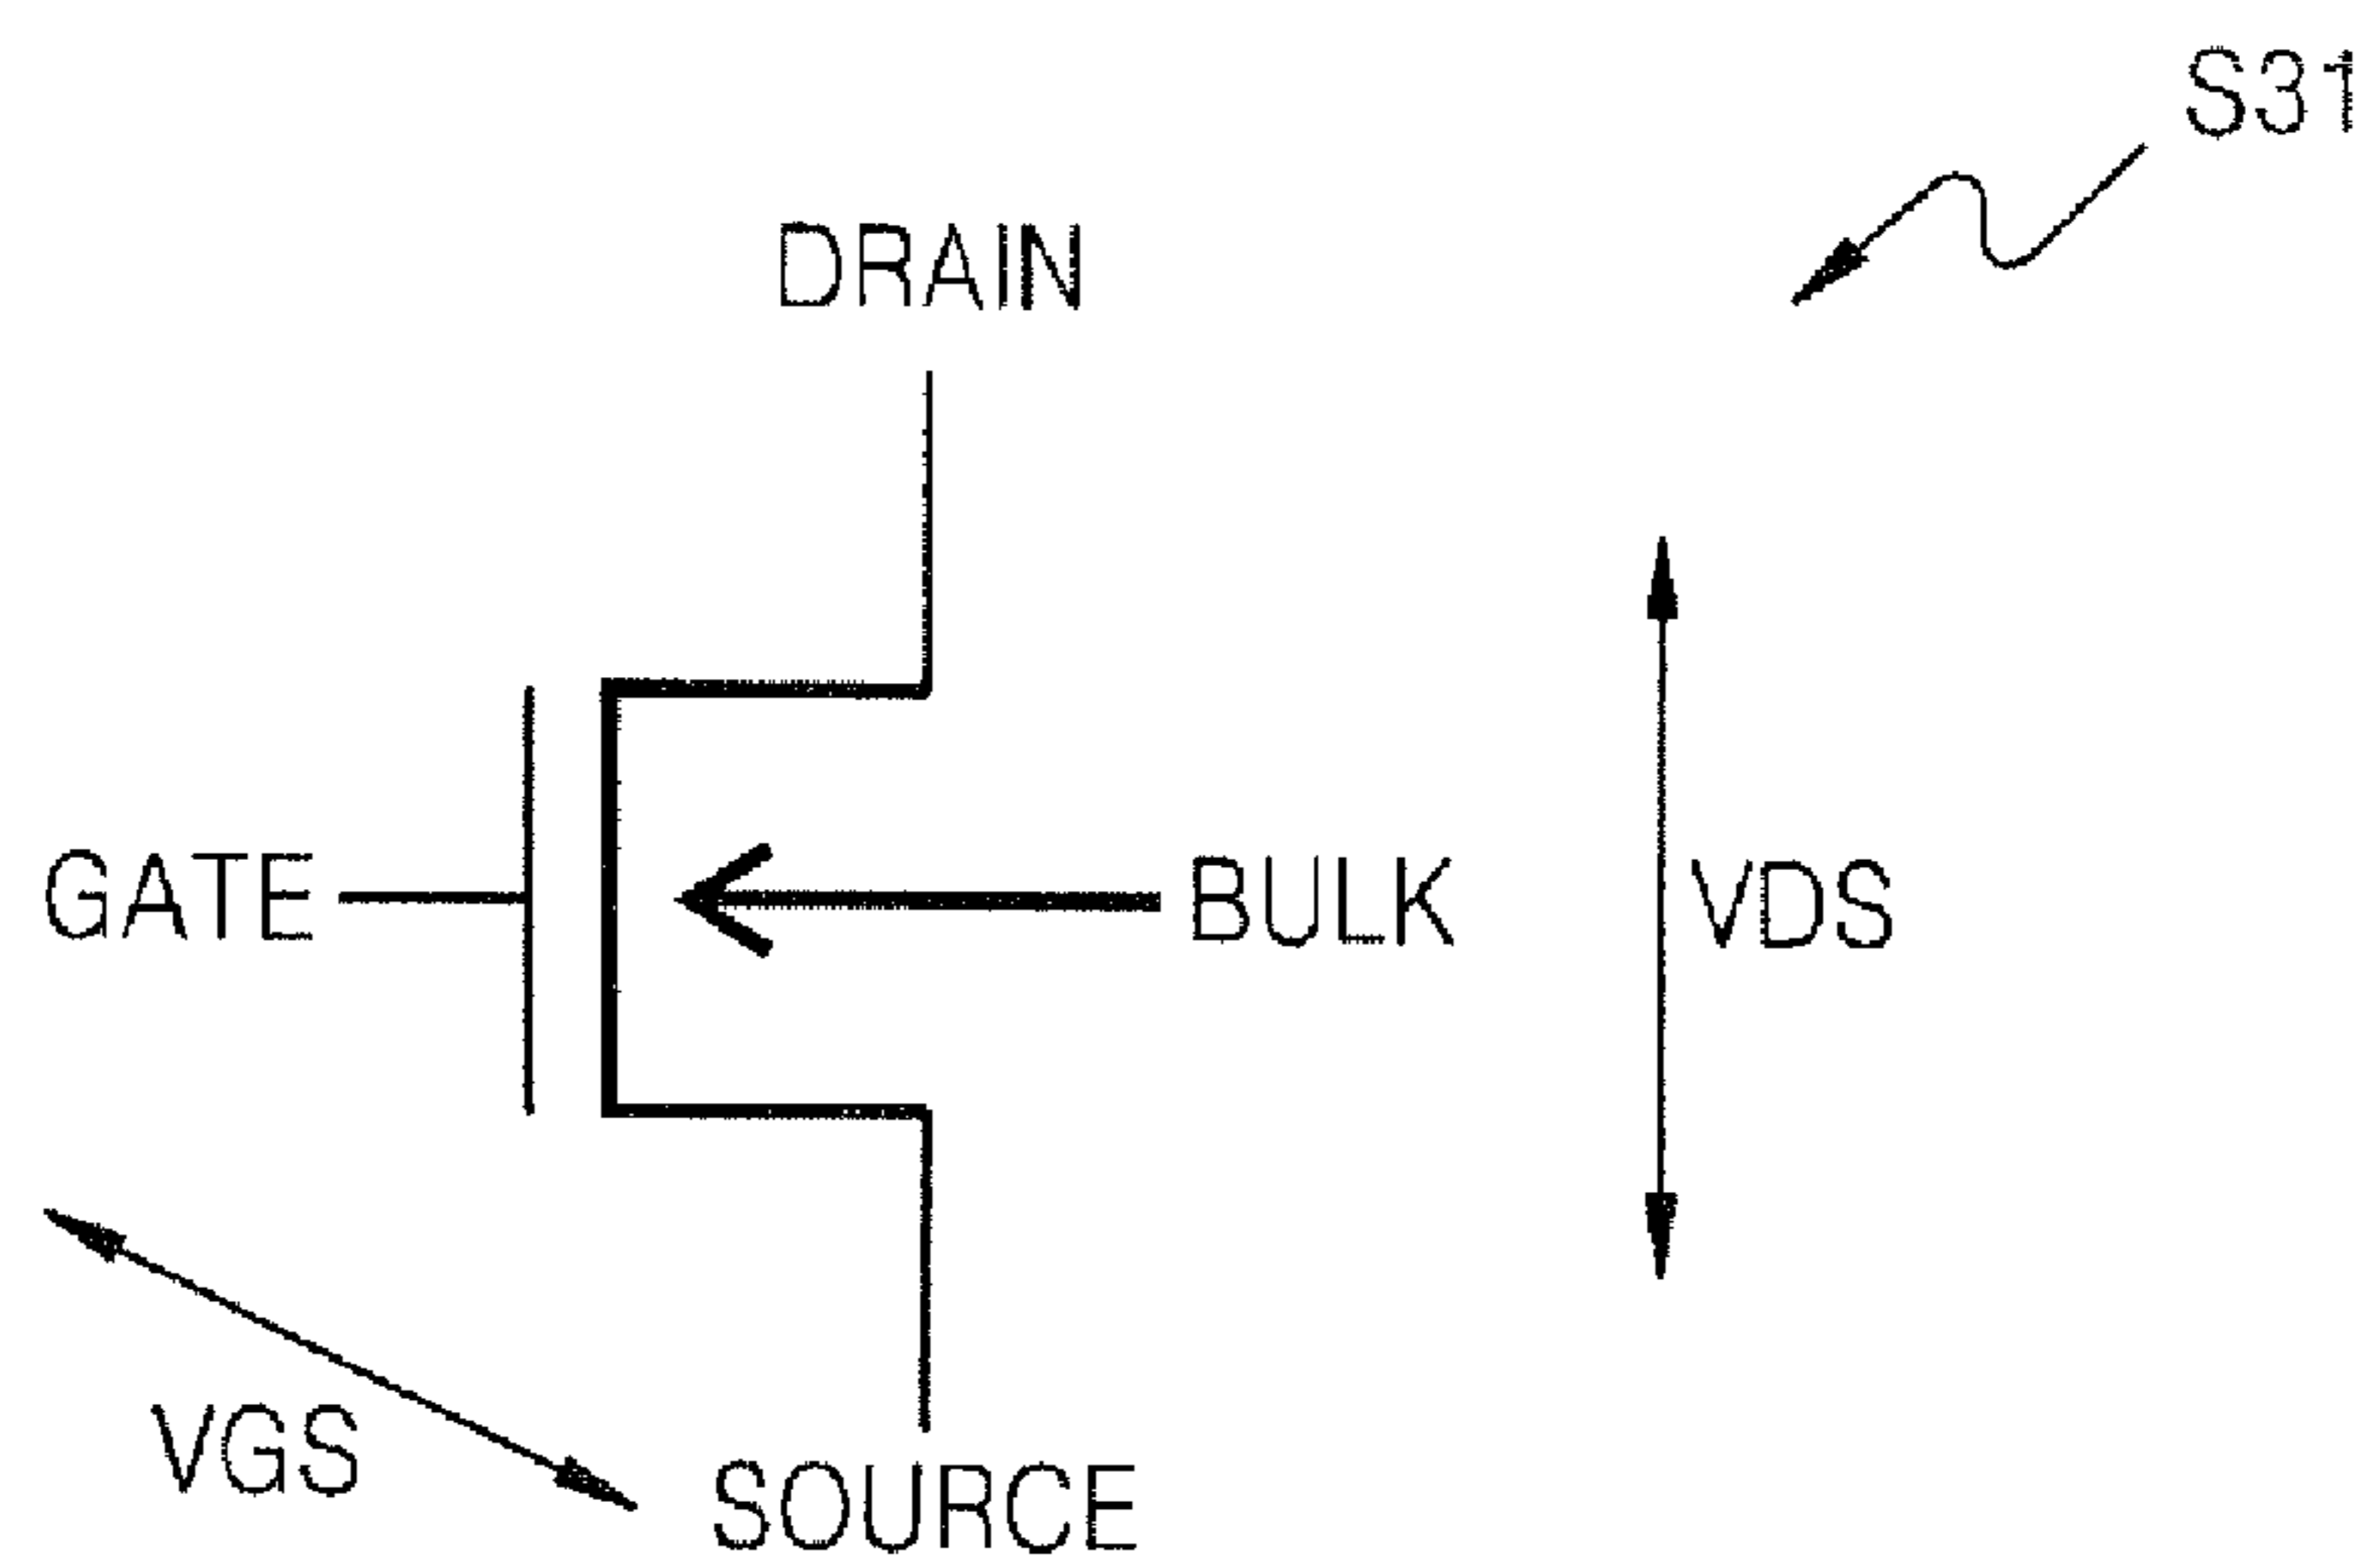 S31
DRAIN
GATE
BULK
VDS
VGS
SOURCE